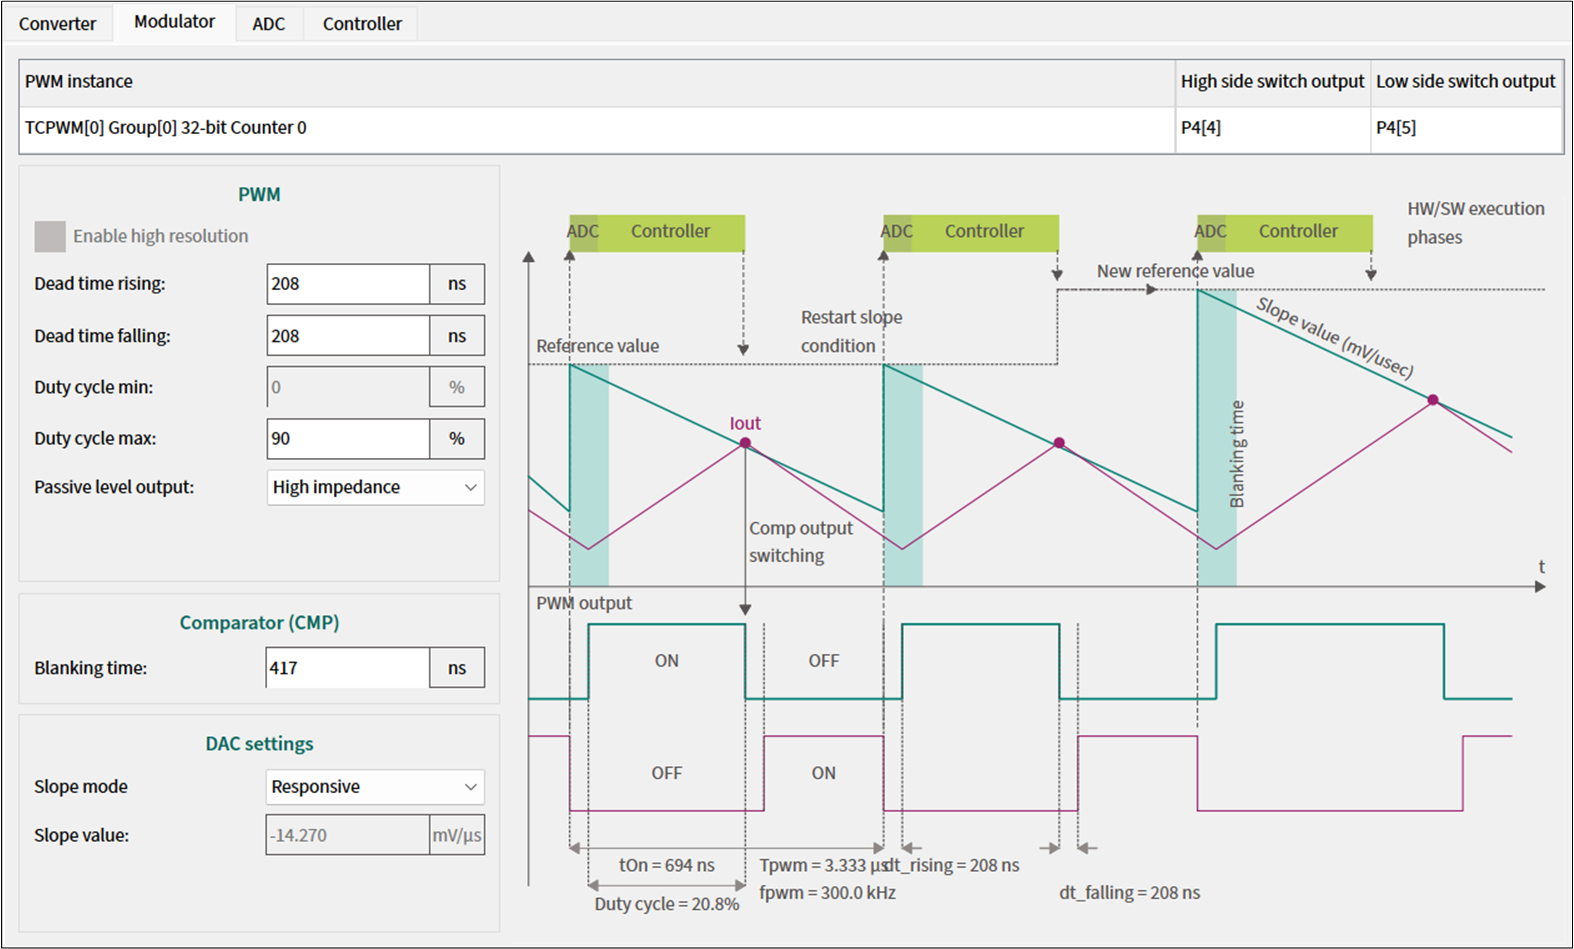 Converter
Modulator
ADC
Controller
PWM instance
High side switch output
Low side switch output
TCPWM[0] Group[0] 32-bit Counter 0
P4[4]
P4[5]
PWM
Enable high resolution
Dead time rising:
208
ns
Dead time falling:
208
ns
Duty cycle min:
0
%
Duty cycle max:
90
%
Passive level output:
High impedance
Comparator (CMP)
Blanking time:
417
ns
DAC settings
Slope mode
Responsive
Slope value:
-14.270
mV/µs
ADC
Controller
ADC
Controller
ADC
Controller
HW/SW execution
phases
New reference value
Restart slope
condition
Reference value
Slope value (mV/usec)
Iout
Blanking time
Comp output
switching
t
PWM output
ON
OFF
OFF
ON
tOn = 694 ns
Tpwm = 3.333 µs
dt_rising = 208 ns
fpwm = 300.0 kHz
dt_falling = 208 ns
Duty cycle = 20.8%